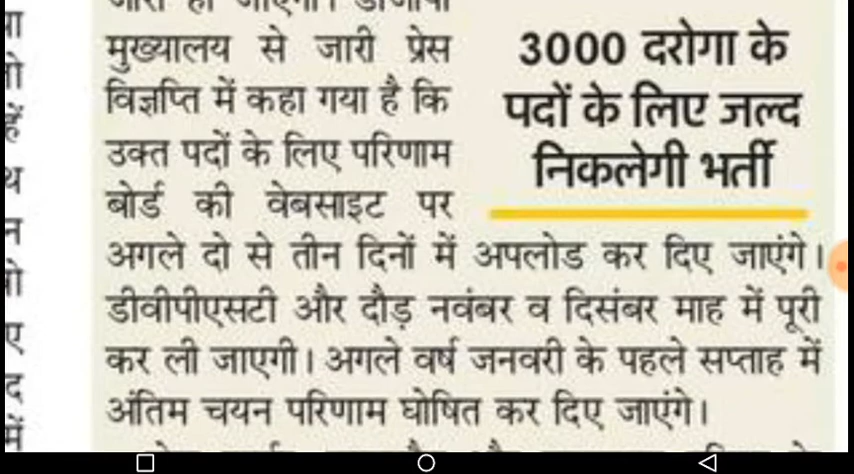 मुख्यालय से जारी प्रेस
विज्ञप्ति में कहा गया है कि
उक्त पदों के लिए परिणाम
बोर्ड की वेबसाइट पर
3000 दरोगा के
पदों के लिए जल्द
निकलेगी भर्ती
अगले दो से तीन दिनों में अपलोड कर दिए जाएंगे।
डीवीपीएसटी और दौड़ नवंबर व दिसंबर माह में पूरी
कर ली जाएगी। अगले वर्ष जनवरी के पहले सप्ताह में
अंतिम चयन परिणाम घोषित कर दिए जाएंगे।